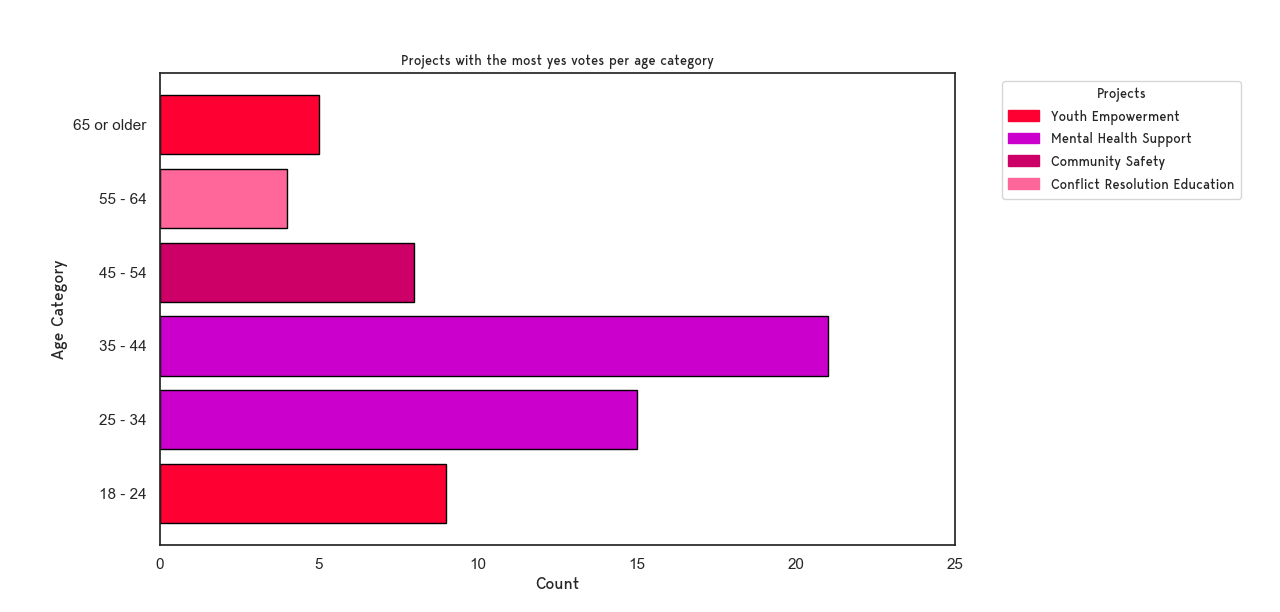 Projects with the most yes votes per age category
Projects
Youth Empowerment
Mental Health Support
Community Safety
Conflict Resolution Education
Age Category
65 or older
55 - 64
45 - 54
35 - 44
25 - 34
18 - 24
0 5 10 15 20 25
Count